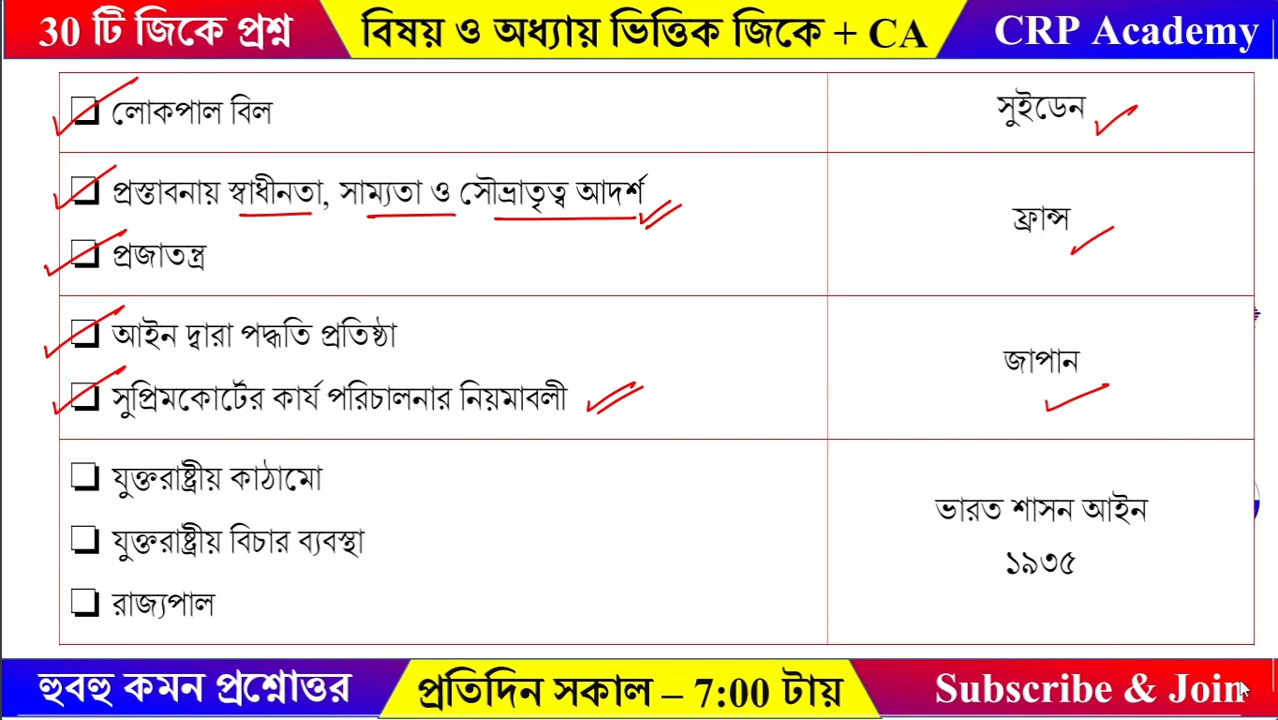 30 টি জিকে প্রশ্ন
বিষয় ও অধ্যায় ভিত্তিক জিকে + CA
CRP Academy
লোকপাল বিল
সুইডেন
প্রস্তাবনায় স্বাধীনতা, সাম্যতা ও সৌভ্রাতৃত্ব আদর্শ
প্রজাতন্ত্র
ফ্রান্স
আইন দ্বারা পদ্ধতি প্রতিষ্ঠা
সুপ্রিমকোর্টের কার্য পরিচালনার নিয়মাবলী
জাপান
যুক্তরাষ্ট্রীয় কাঠামো
যুক্তরাষ্ট্রীয় বিচার ব্যবস্থা
রাজ্যপাল
ভারত শাসন আইন
১৯৩৫
হুবহু কমন প্রশ্নোত্তর
প্রতিদিন সকাল – 7:00 টায়
Subscribe & Join